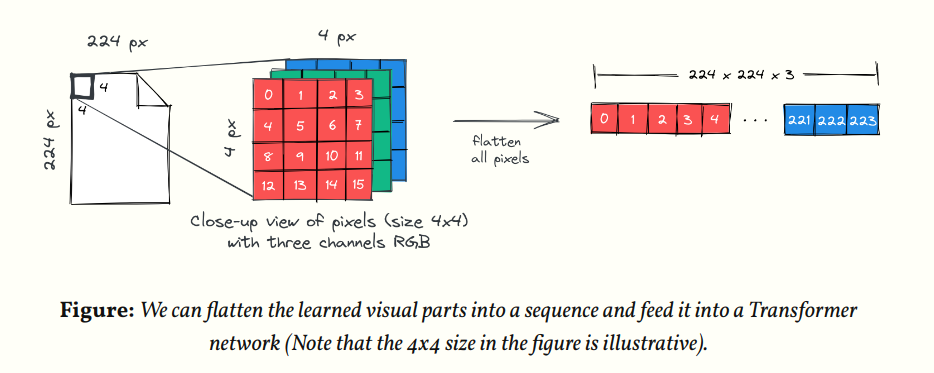 224 px
4 px
224 x 224 x 3
4
4
224 px
4 px
0 1 2 3
4 5 6 7
8 9 10 11
12 13 14 15
flatten
all pixels
0 1 2 3 4 ... 221 222 223
Close-up view of pixels (size 4x4)
with three channels RGB
Figure: We can flatten the learned visual parts into a sequence and feed it into a Transformer
network (Note that the 4x4 size in the figure is illustrative).